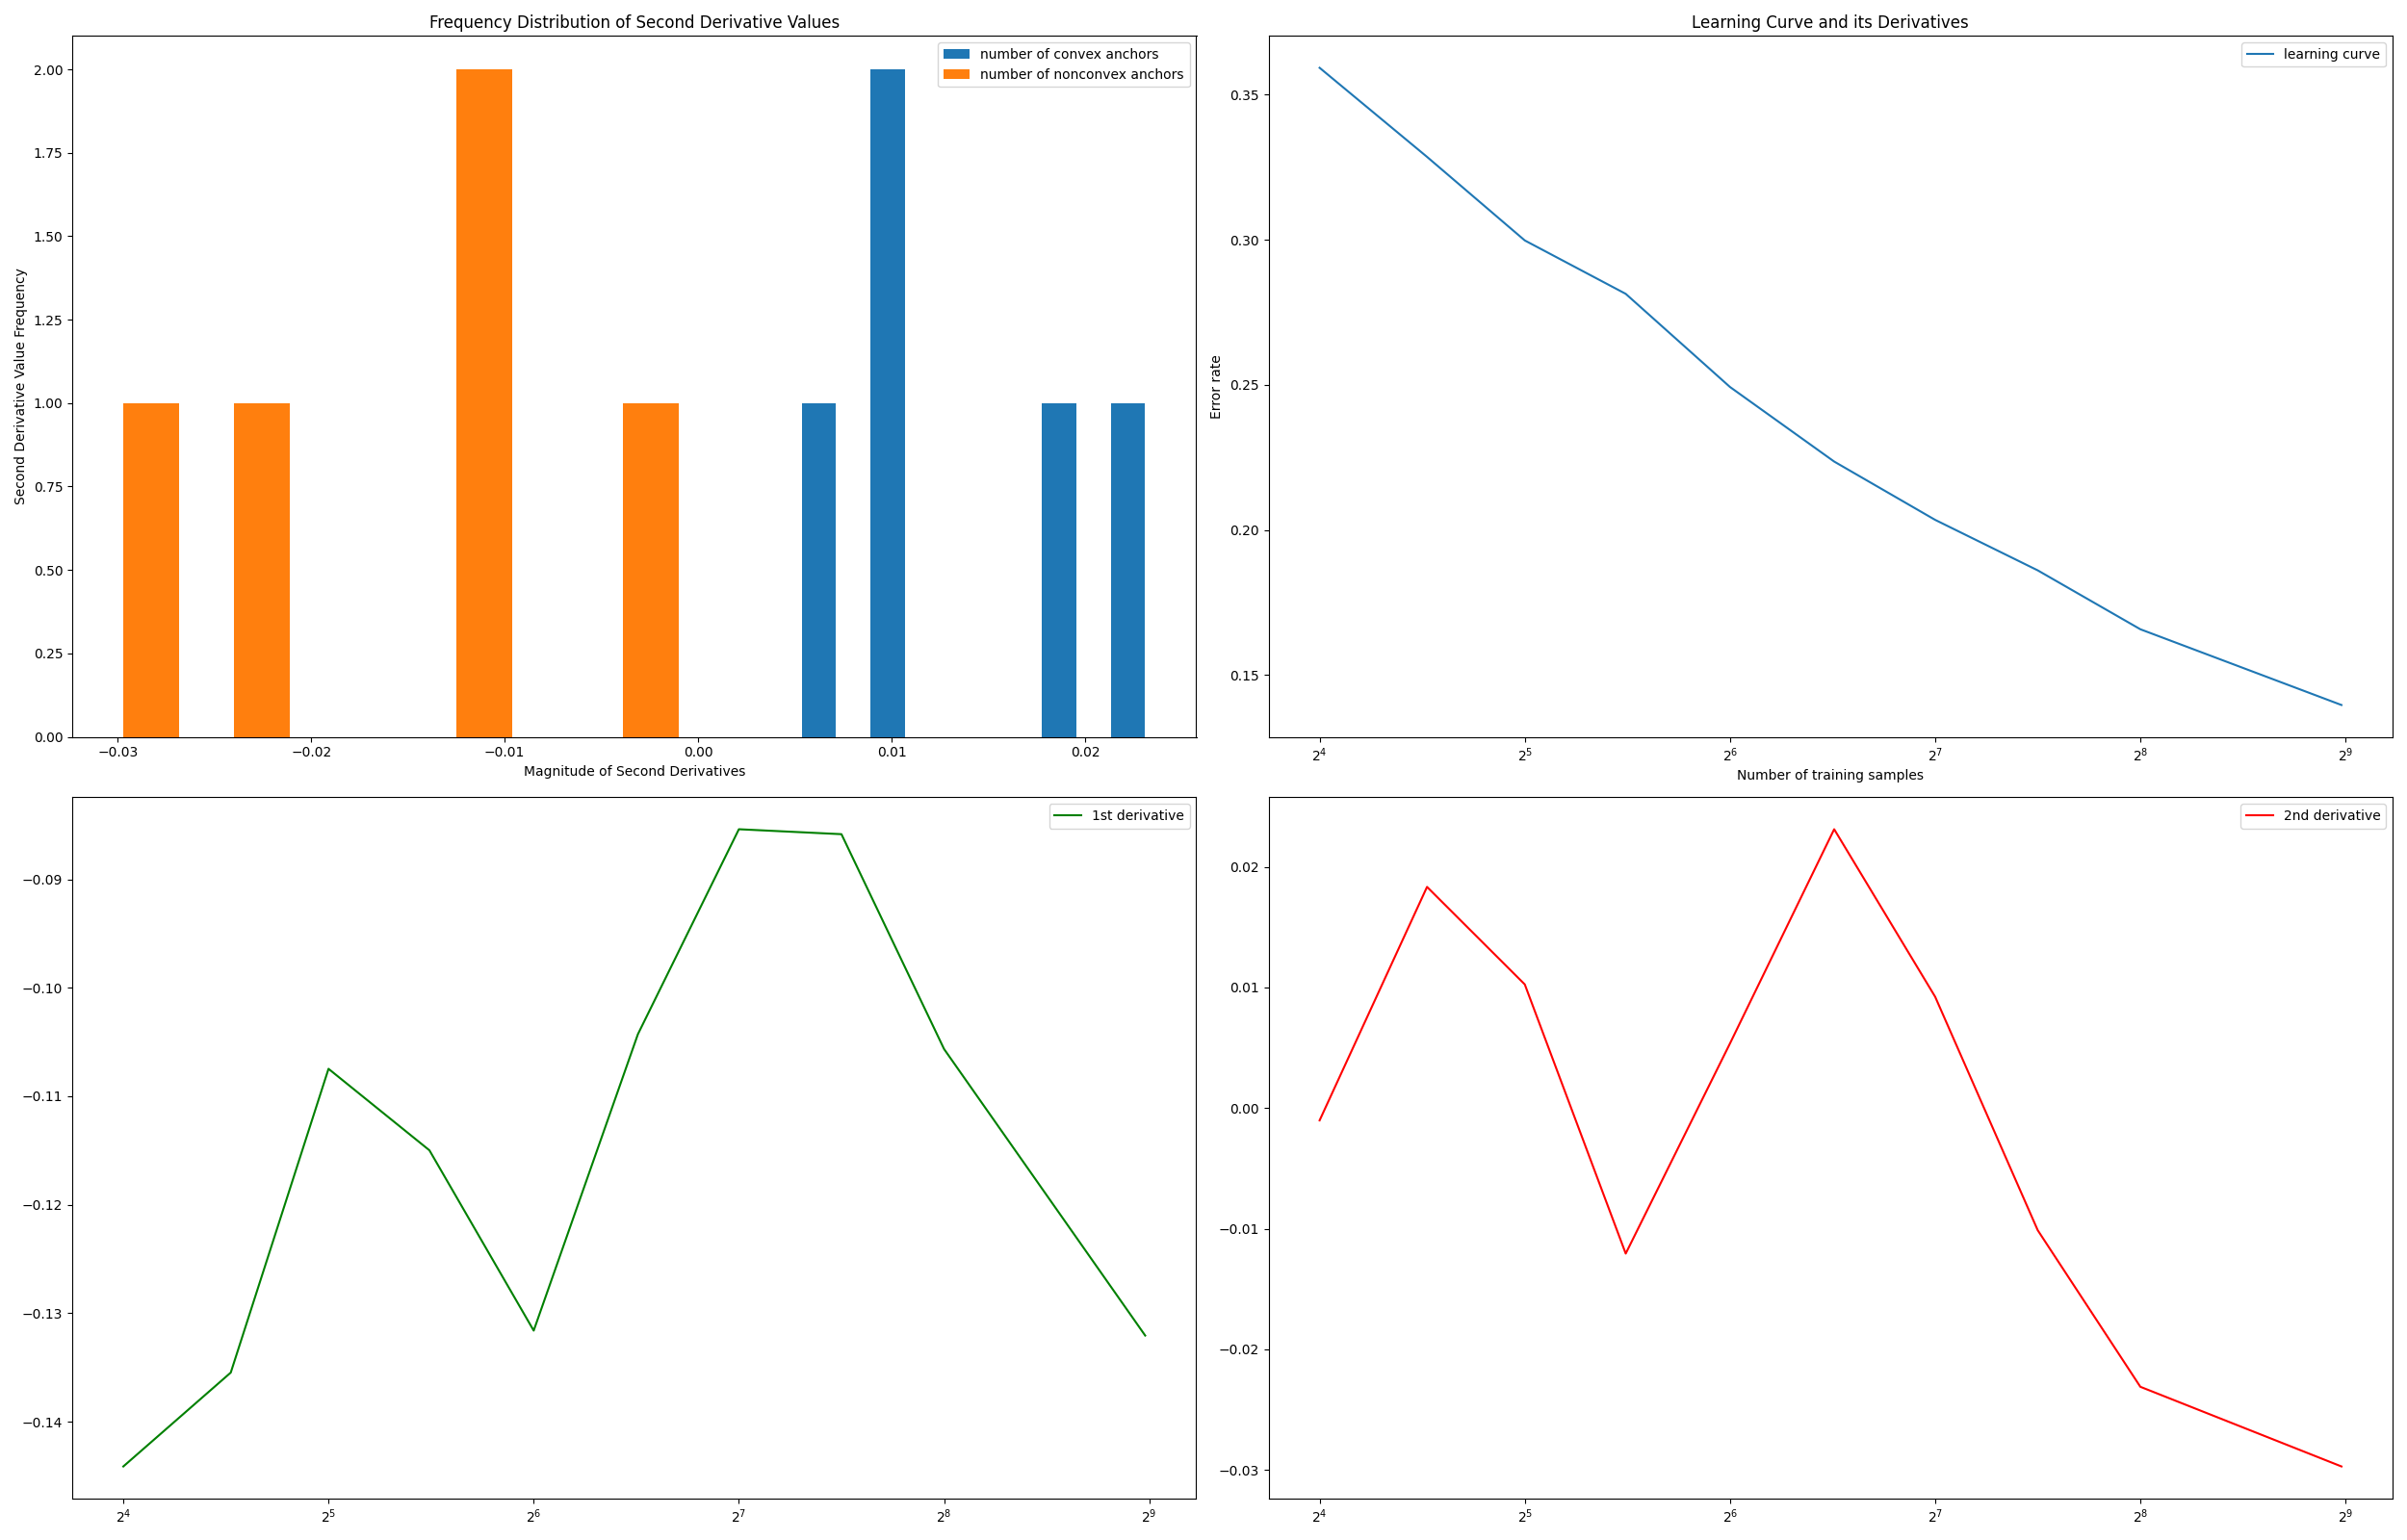 Frequency Distribution of Second Derivative Values
number of convex anchors
number of nonconvex anchors
2.00
1.75
1.50
1.25
1.00
0.75
0.50
0.25
0.00
Second Derivative Value Frequency
−0.03 −0.02 −0.01 0.00 0.01 0.02
Magnitude of Second Derivatives
Learning Curve and its Derivatives
learning curve
0.35
0.30
0.25
0.20
0.15
Error rate
2⁴ 2⁵ 2⁶ 2⁷ 2⁸ 2⁹
Number of training samples
1st derivative
−0.09
−0.10
−0.11
−0.12
−0.13
−0.14
2⁴ 2⁵ 2⁶ 2⁷ 2⁸ 2⁹
2nd derivative
0.02
0.01
0.00
−0.01
−0.02
−0.03
2⁴ 2⁵ 2⁶ 2⁷ 2⁸ 2⁹